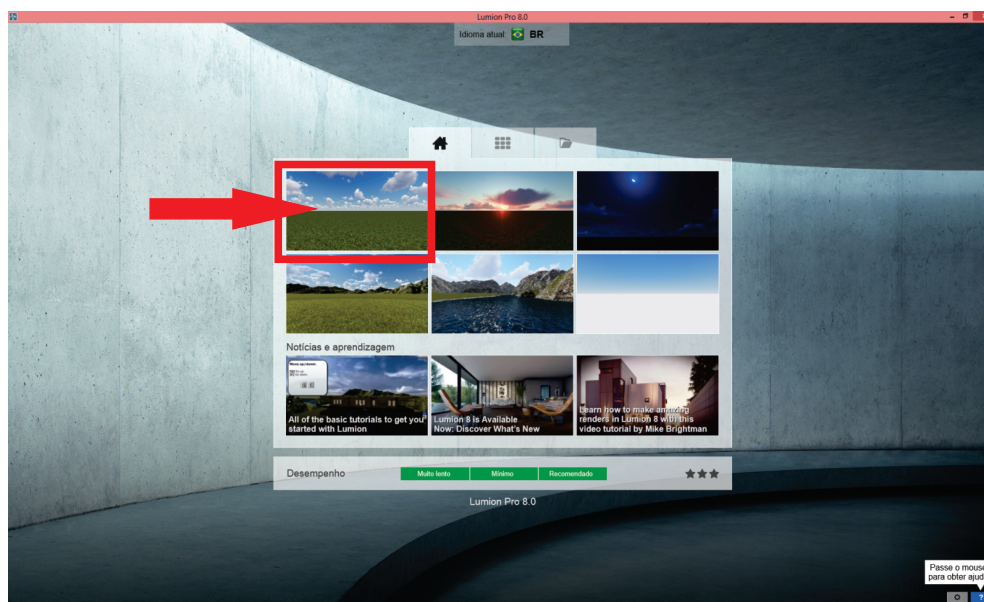 Lumion Pro 8.0
Idioma atual: BR
Notícias e aprendizagem
Move up/down
All of the basic tutorials to get you
started with Lumion
Lumion 8 is Available
Now: Discover What's New
Learn how to make amazing
renders in Lumion 8 with this
video tutorial by Mike Brightman
Desempenho
Muito lento
Mínimo
Recomendado
Lumion Pro 8.0
Passe o mouse
para obter ajud
?